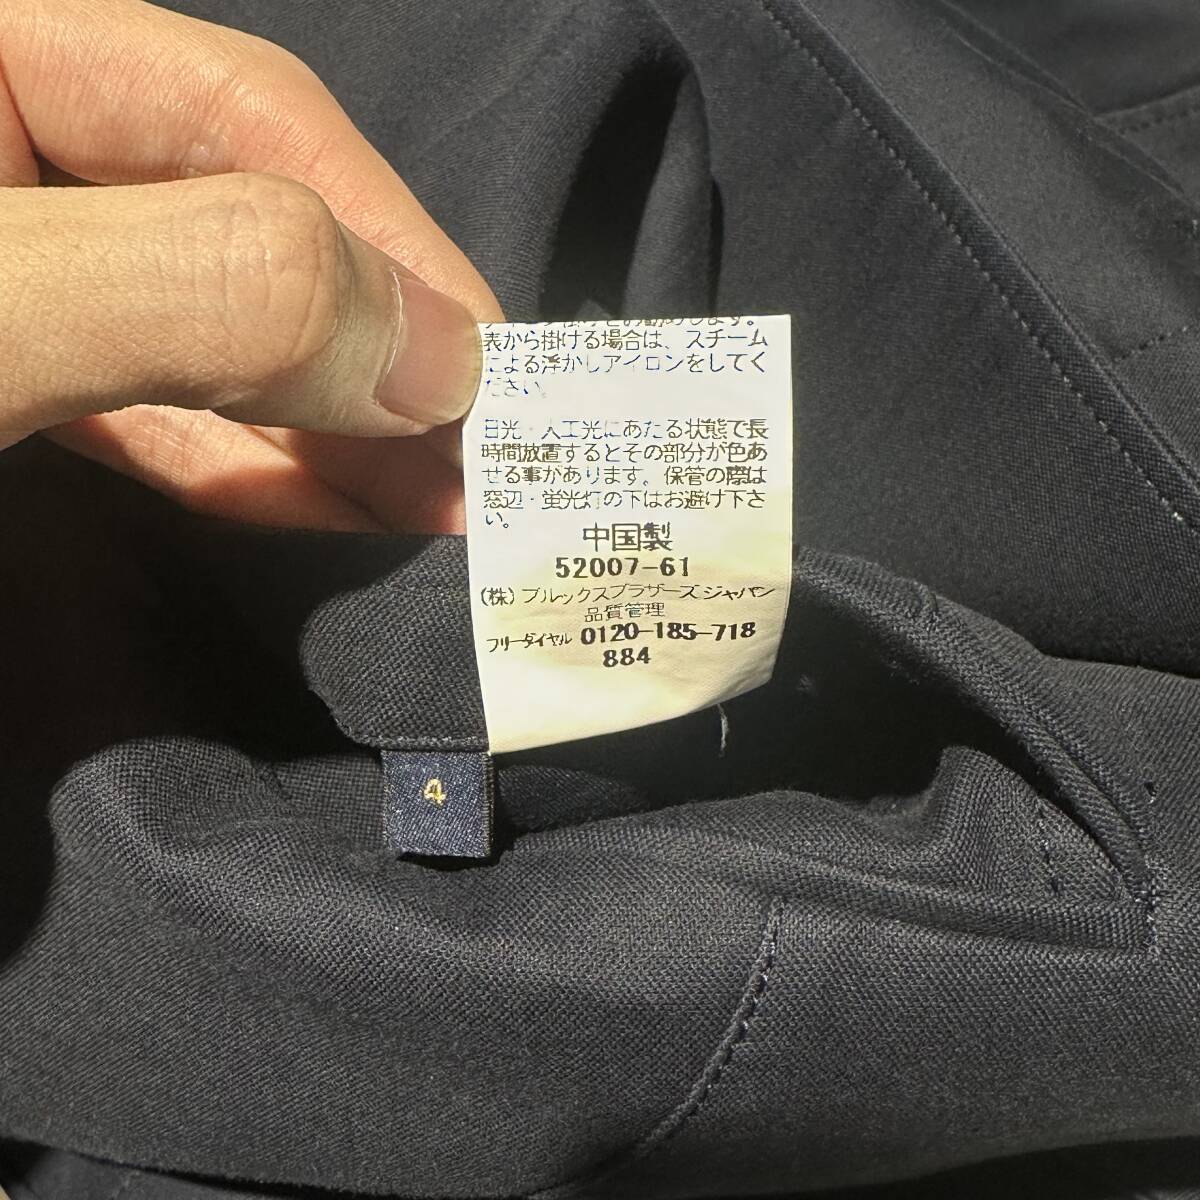 表から掛ける場合は、スチーム
による浮かしアイロンをしてく
ださい。
日光・人工光にあたる状態で長
時間放置するとその部分が色あ
せる事があります。保管の際は
窓辺・蛍光灯の下はお避け下さ
い。
中国製
52007-61
(株)ブルックスブラザーズジャパン
品質管理
フリーダイヤル 0120-185-718
884
4